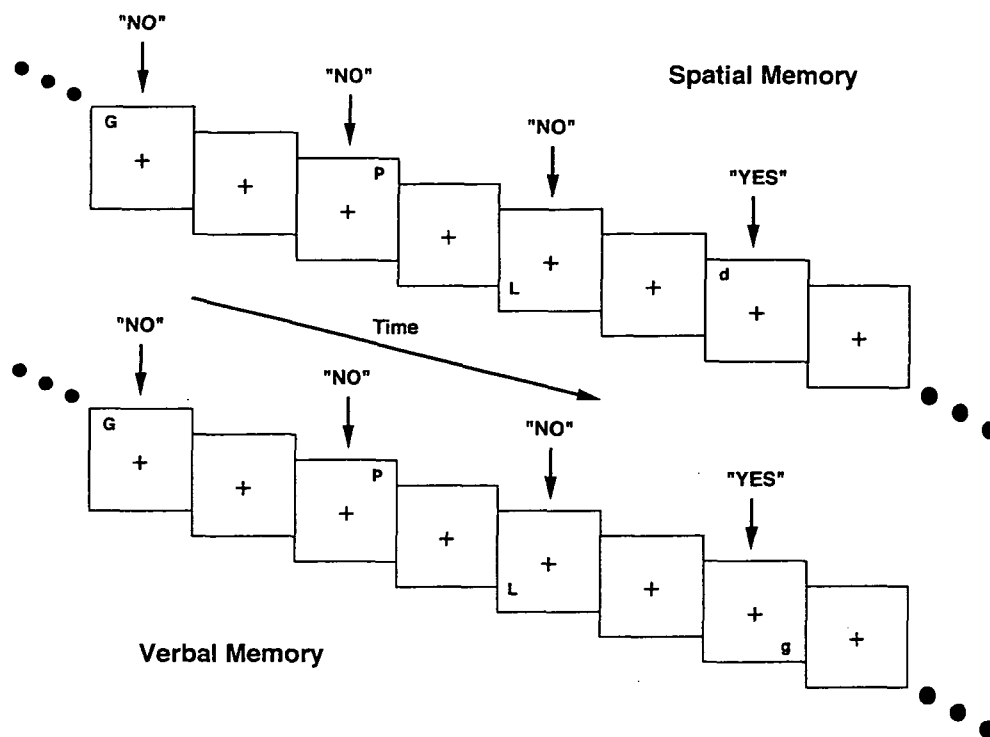 "NO"
"NO"
Spatial Memory
"NO"
"YES"
G
+
+
P
+
+
L
+
+
d
+
+
Time
"NO"
"NO"
"NO"
"YES"
G
+
+
P
+
+
L
+
+
+
g
+
Verbal Memory